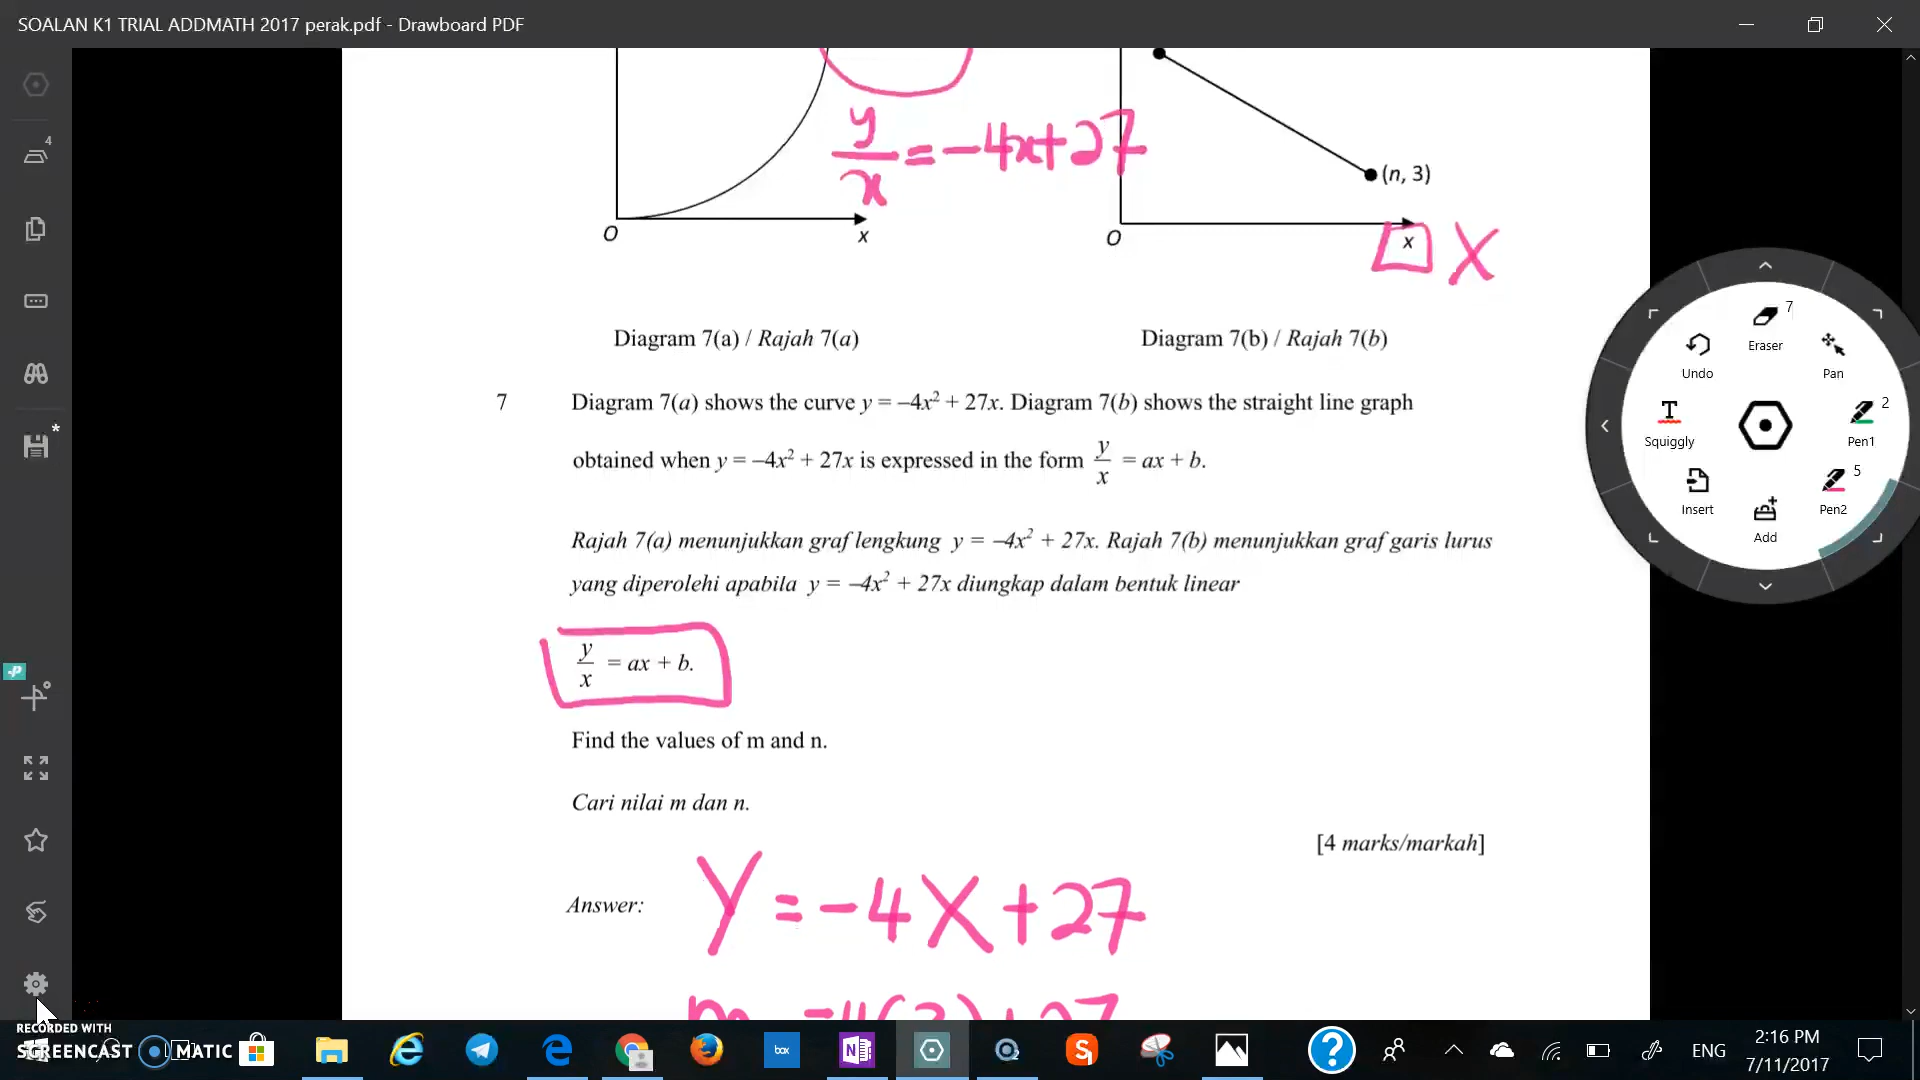 SOALAN K1 TRIAL ADDMATH 2017 perak.pdf - Drawboard PDF
4
y/x = -4x+27
(n, 3)
O
x
O
x
X
Diagram 7(a) / Rajah 7(a)
Diagram 7(b) / Rajah 7(b)
7
Eraser
Undo
Pan
T
Squiggly
2
Pen1
Insert
5
Pen2
Add
7 Diagram 7(a) shows the curve y = –4x² + 27x. Diagram 7(b) shows the straight line graph
obtained when y = –4x² + 27x is expressed in the form y/x = ax + b.
Rajah 7(a) menunjukkan graf lengkung y = –4x² + 27x. Rajah 7(b) menunjukkan graf garis lurus
yang diperolehi apabila y = –4x² + 27x diungkap dalam bentuk linear
y/x = ax + b.
Find the values of m and n.
Cari nilai m dan n.
[4 marks/markah]
Answer:
Y = -4X+27
RECORDED WITH
SCREENCAST MATIC
box
N
S
?
ENG
2:16 PM
7/11/2017